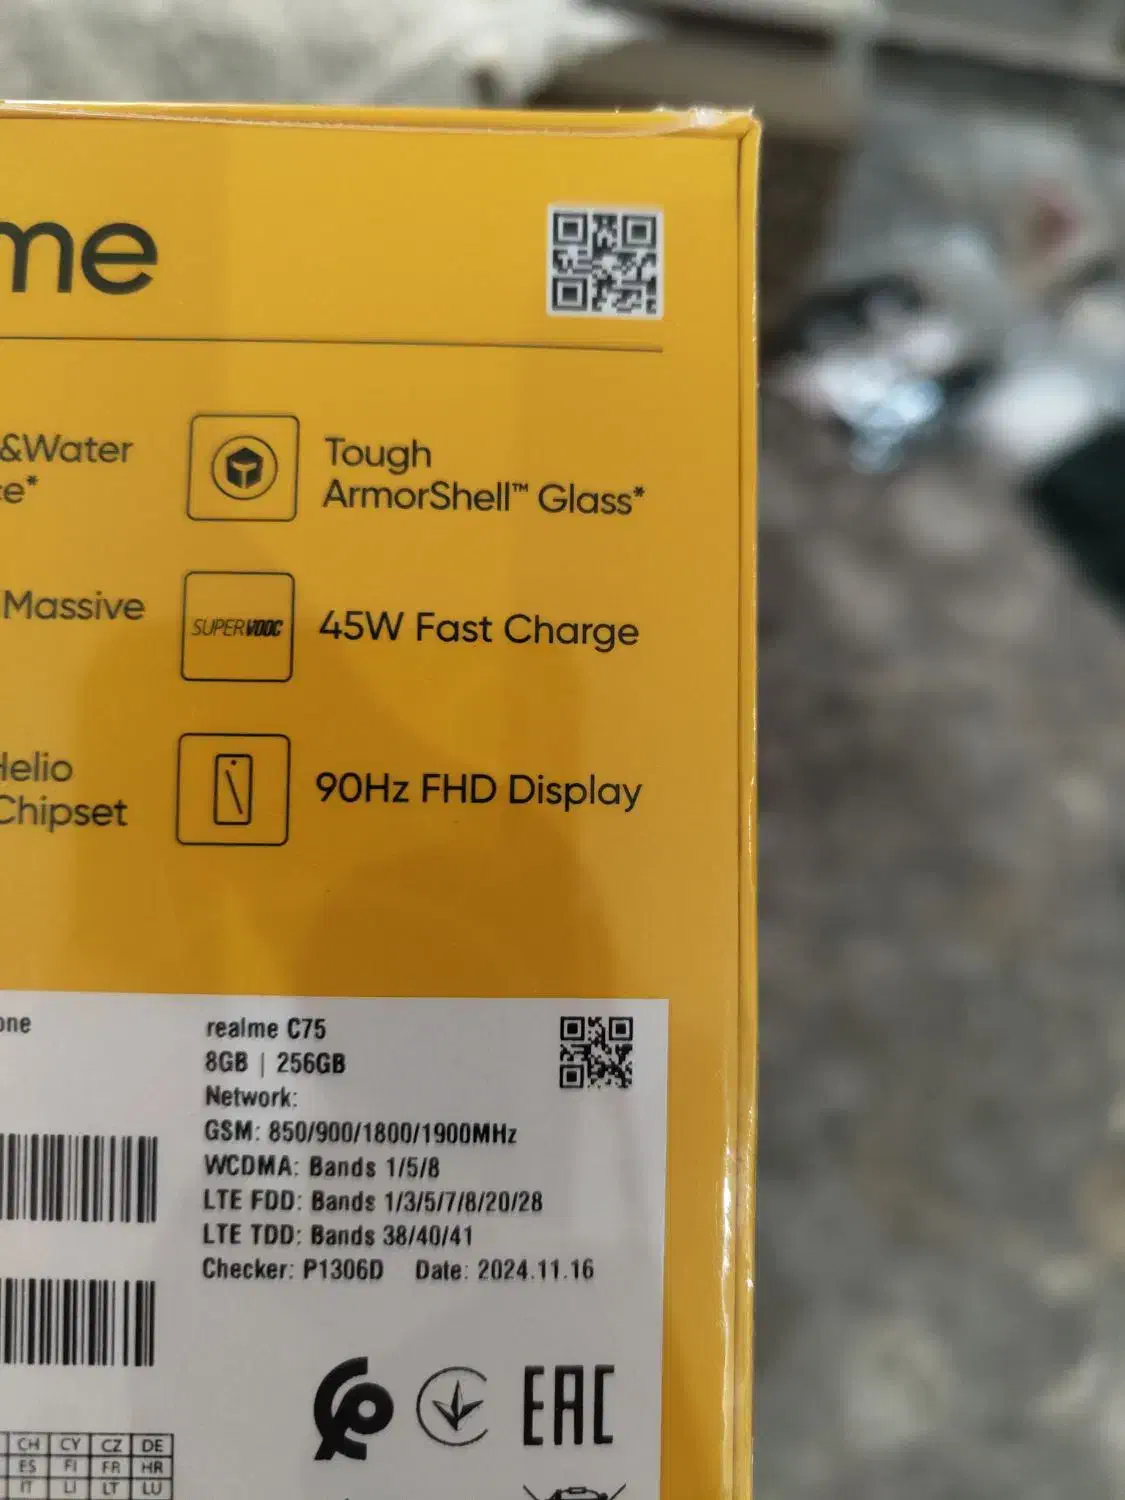 me
&Water
ce*
Tough
ArmorShell™ Glass*
Massive
SUPERVOOC
45W Fast Charge
Helio
Chipset
90Hz FHD Display
one
realme C75
8GB | 256GB
Network:
GSM: 850/900/1800/1900MHz
WCDMA: Bands 1/5/8
LTE FDD: Bands 1/3/5/7/8/20/28
LTE TDD: Bands 38/40/41
Checker: P1306D Date: 2024.11.16
EAC
CH CY CZ DE
ES FI FR HR
IT LI LT LU